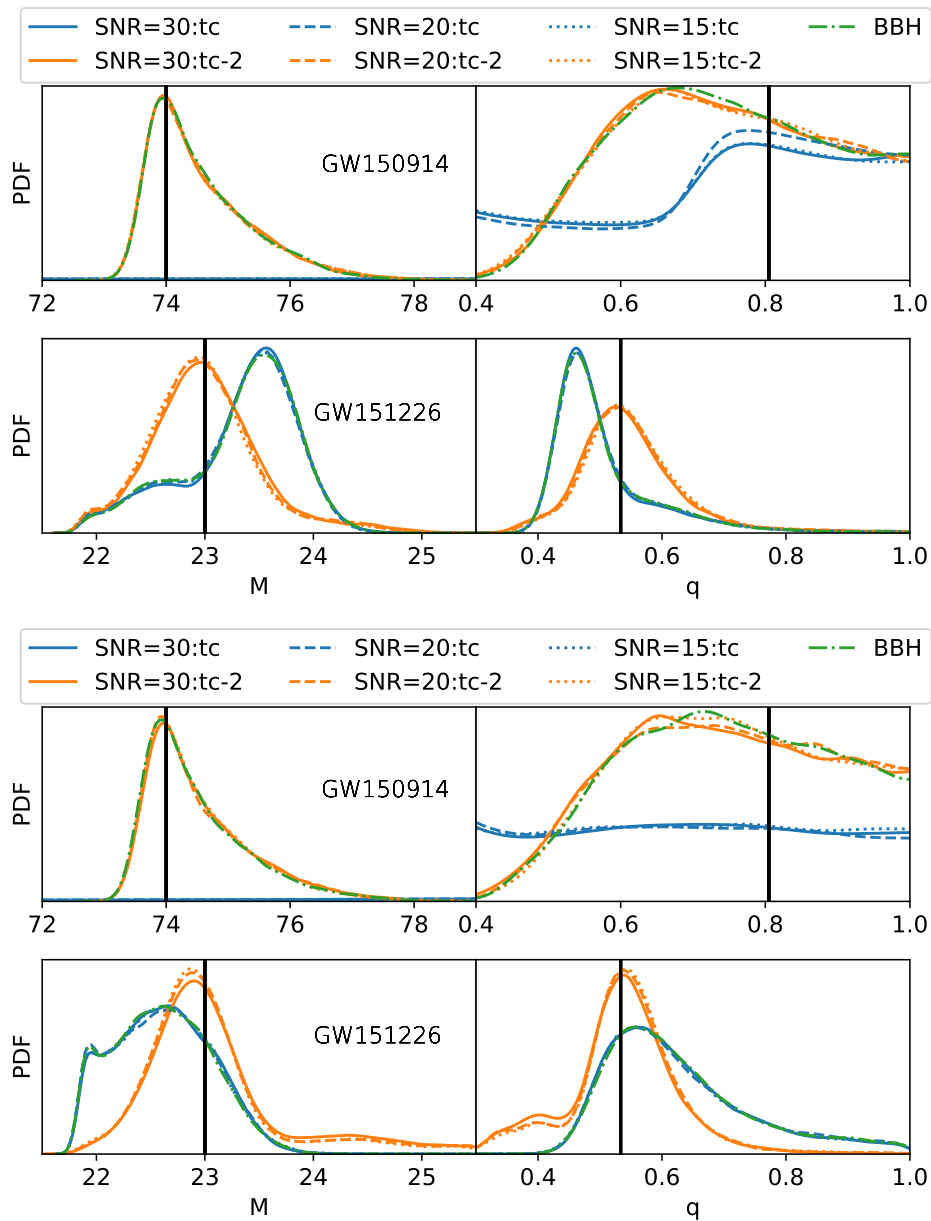 SNR=30:tc SNR=20:tc SNR=15:tc BBH
SNR=30:tc-2 SNR=20:tc-2 SNR=15:tc-2
PDF
GW150914
72 74 76 78 0.4 0.6 0.8 1.0
PDF
GW151226
22 23 24 25 0.4 0.6 0.8 1.0
M q
SNR=30:tc SNR=20:tc SNR=15:tc BBH
SNR=30:tc-2 SNR=20:tc-2 SNR=15:tc-2
PDF
GW150914
72 74 76 78 0.4 0.6 0.8 1.0
PDF
GW151226
22 23 24 25 0.4 0.6 0.8 1.0
M q